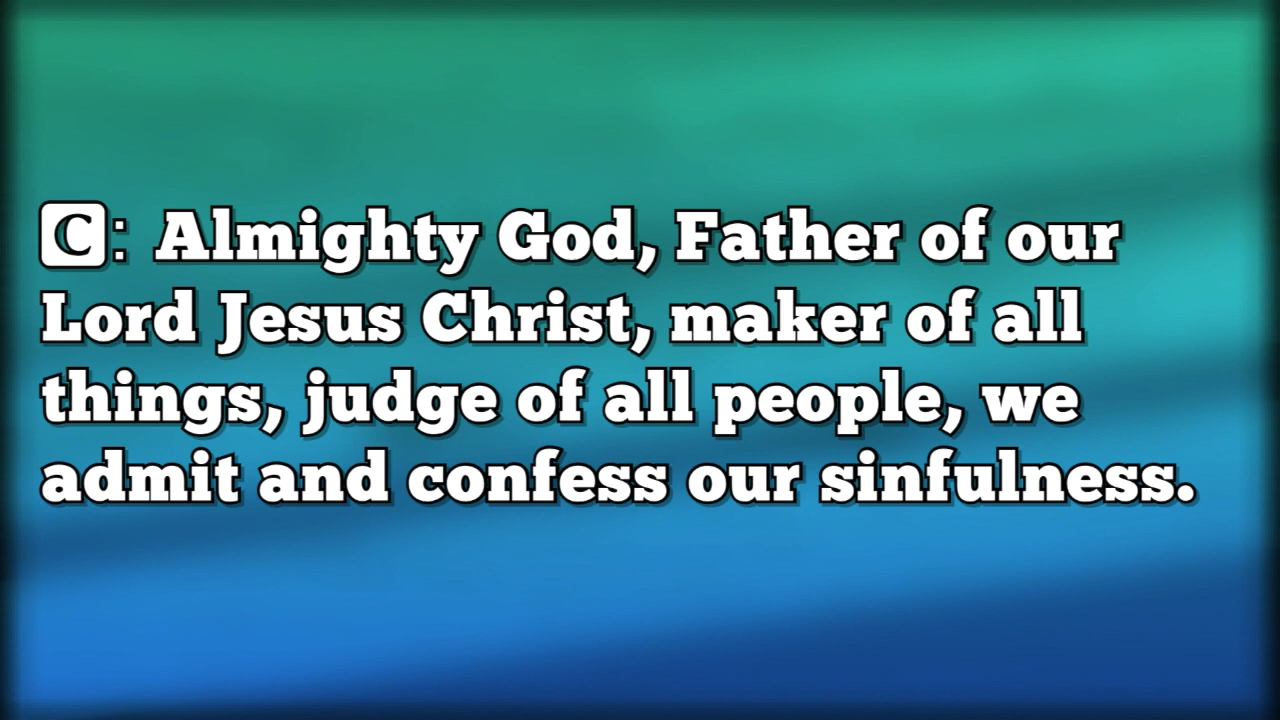 C: Almighty God, Father of our
Lord Jesus Christ, maker of all
things, judge of all people, we
admit and confess our sinfulness.